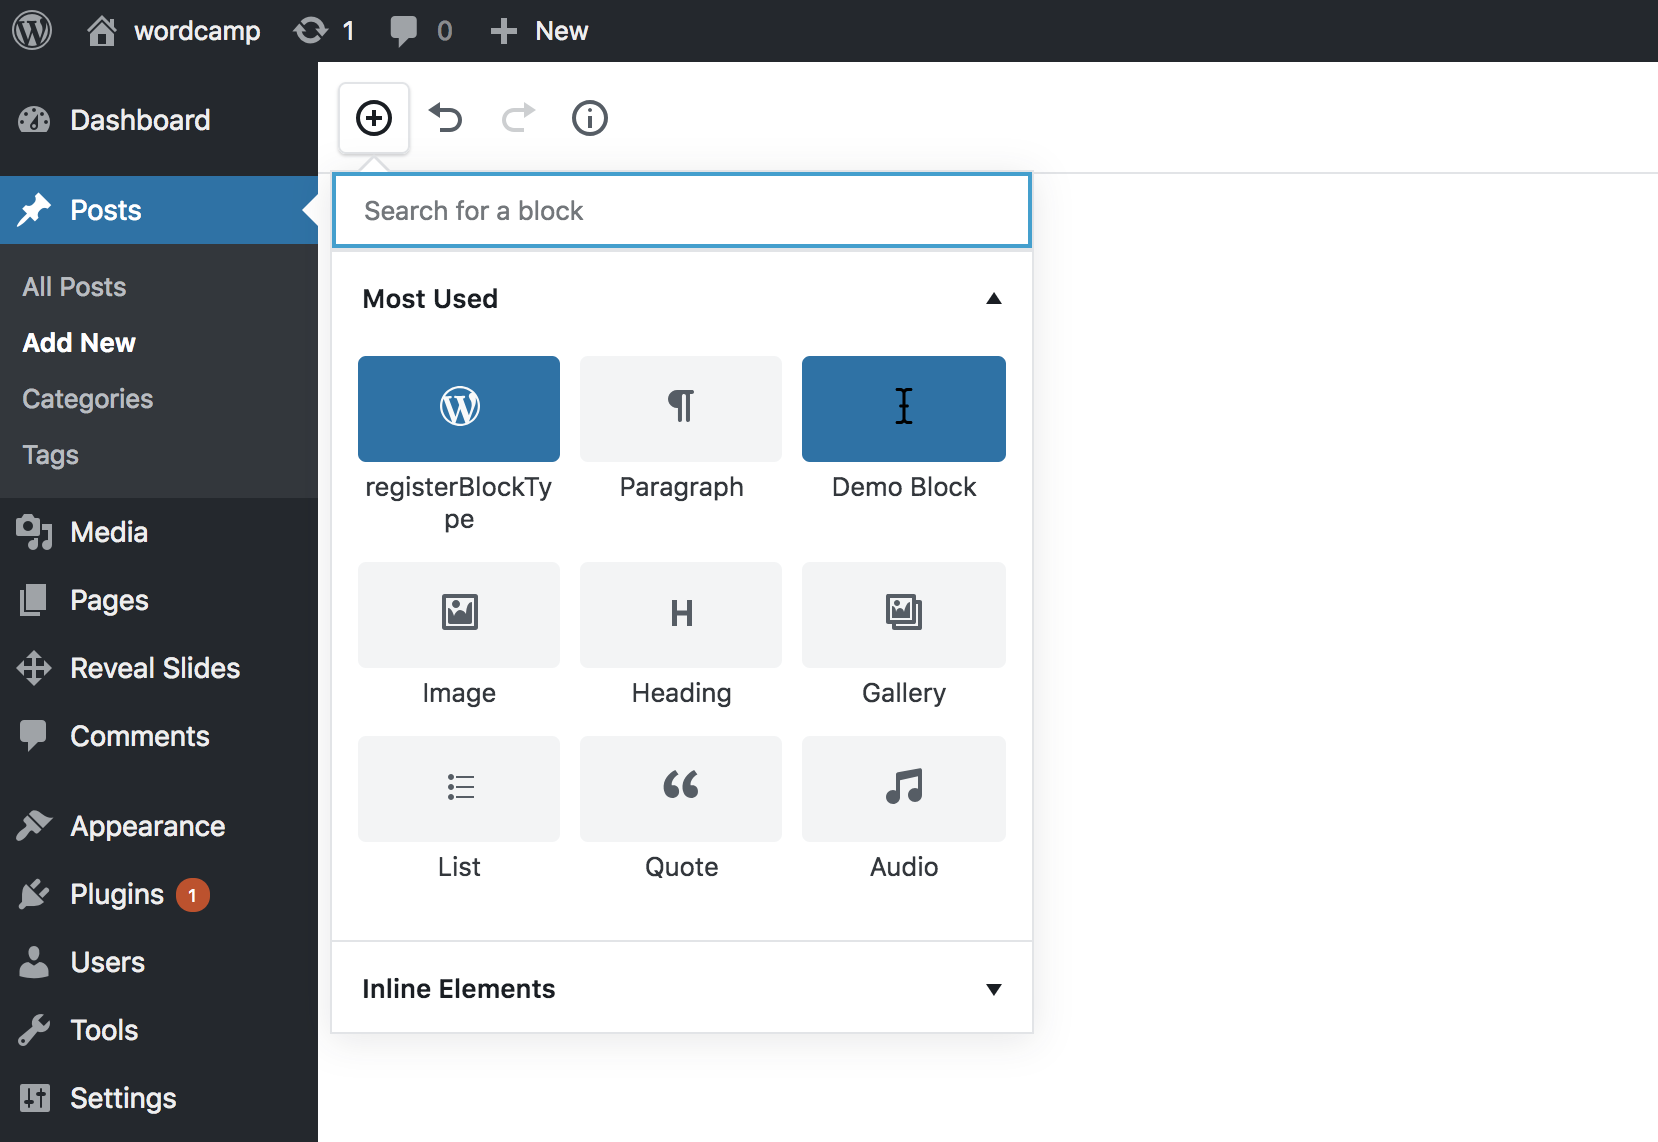 wordcamp 1 0 New
Dashboard
Posts
All Posts
Add New
Categories
Tags
Media
Pages
Reveal Slides
Comments
Appearance
Plugins 1
Users
Tools
Settings
Search for a block
Most Used
registerBlockTy
pe
Paragraph
Demo Block
Image
Heading
Gallery
List
Quote
Audio
Inline Elements